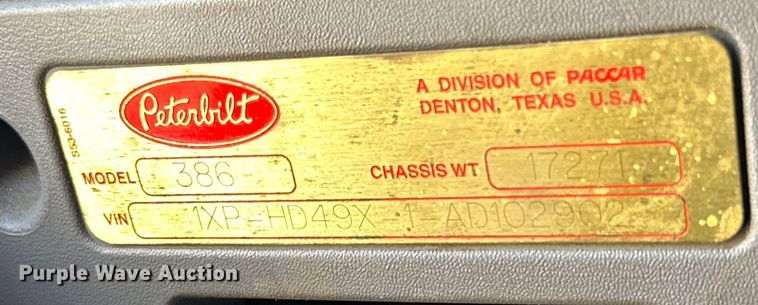 S53-6016
Peterbilt
A DIVISION OF PACCAR
DENTON, TEXAS U.S.A.
MODEL 386 CHASSIS WT 17271
VIN 1XP-HD49X-1-AD102902
Purple Wave Auction